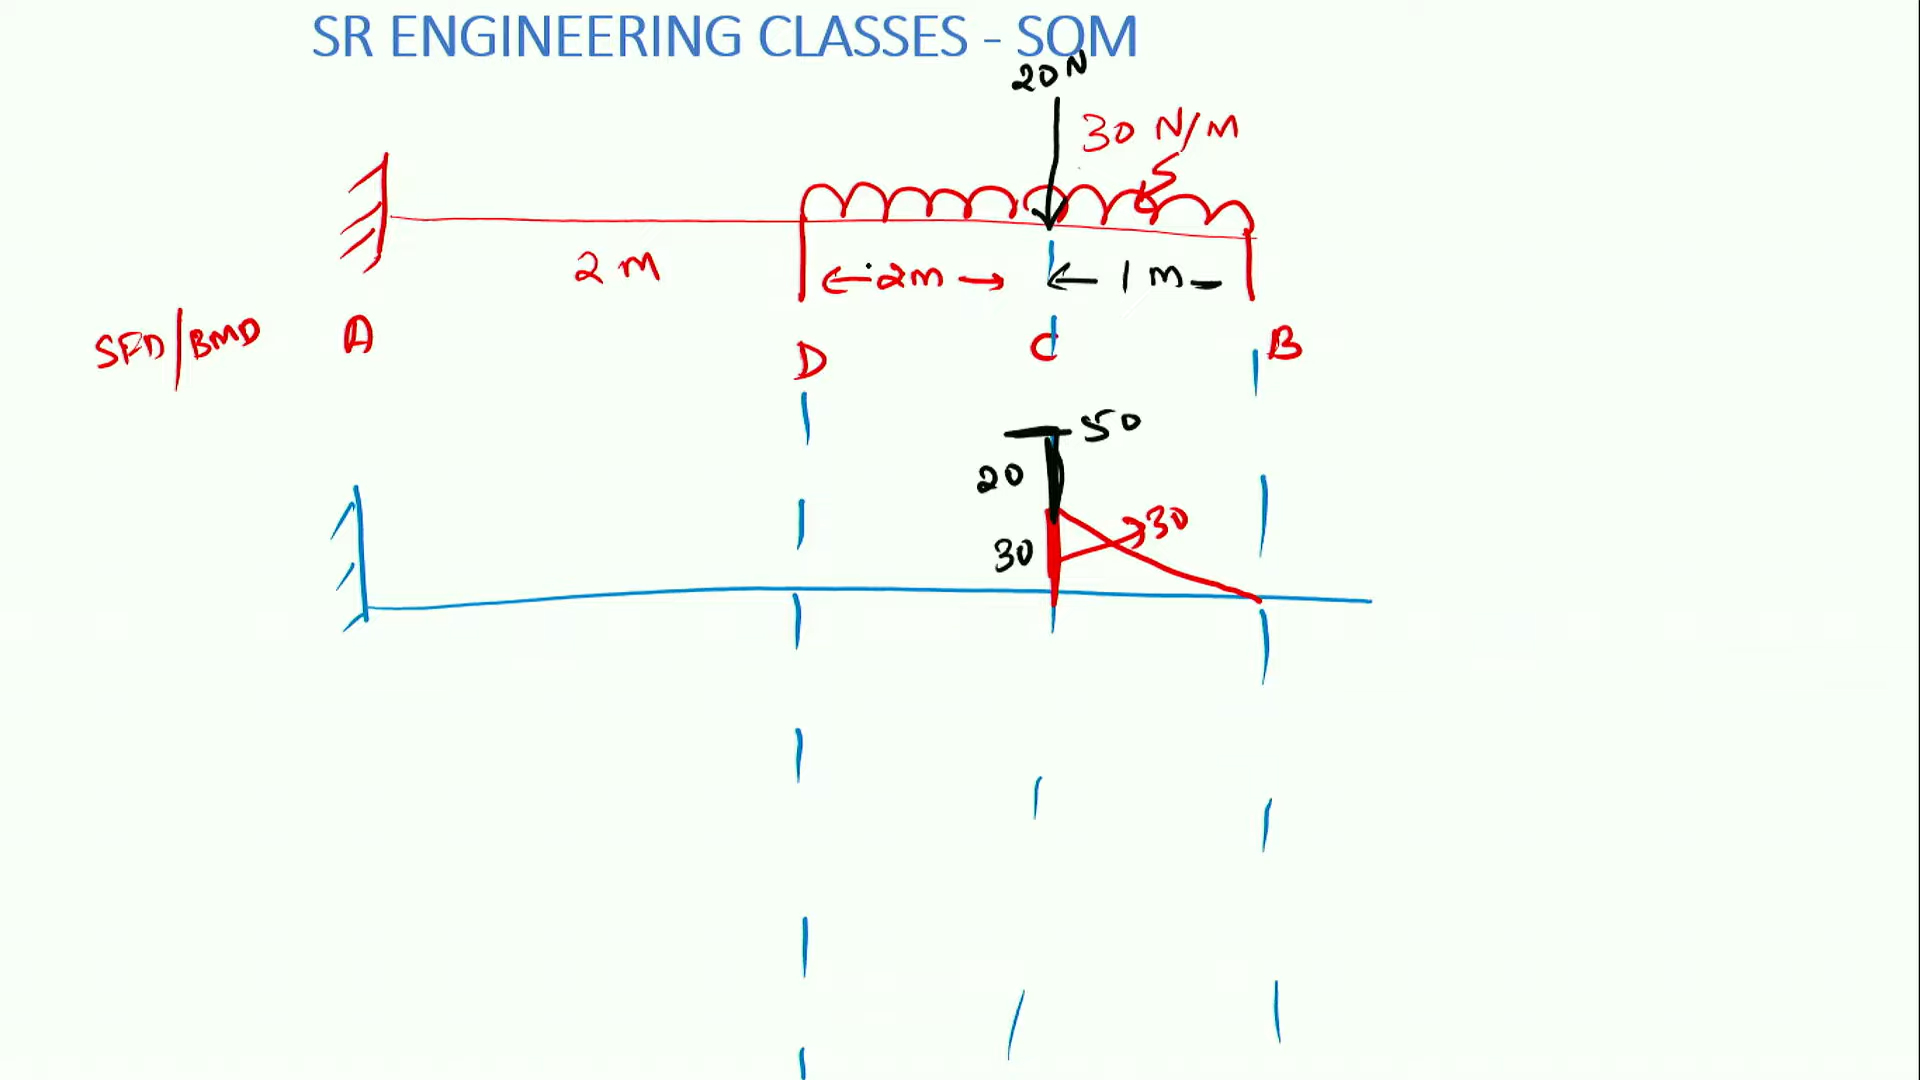 SR ENGINEERING CLASSES - SOM
20 N
30 N/M
2 m
2m
1 m
SFD/BMD
A
D
C
B
50
20
30
30